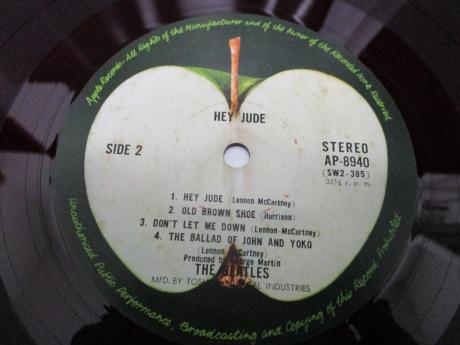 Apple Records-All Rights of the Manufacturer and of the Owner of the Recorded Work Reserved
HEY JUDE
SIDE 2
STEREO
AP-8940
(SW2-385)
33⅓ r. p. m.
1. HEY JUDE (Lennon McCartney)
2. OLD BROWN SHOE (Harrison)
3. DON'T LET ME DOWN (Lennon McCartney)
4. THE BALLAD OF JOHN AND YOKO
(Lennon McCartney)
Produced by George Martin
THE BEATLES
MFD. BY INDUSTRIES
Unauthorised Public Performance, Broadcasting and Copying of this Record Prohibited